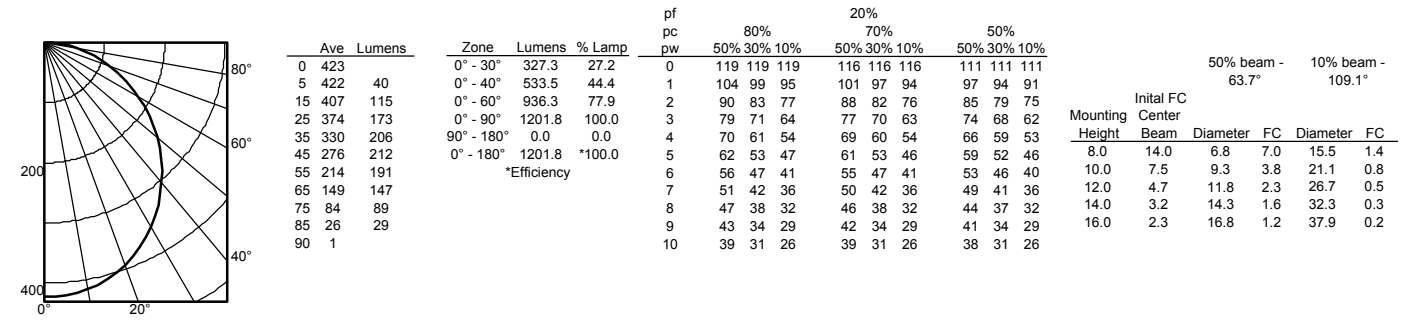 80°
60°
40°
200
400
0° 20°
Ave Lumens
0 423
5 422 40
15 407 115
25 374 173
35 330 206
45 276 212
55 214 191
65 149 147
75 84 89
85 26 29
90 1
Zone Lumens % Lamp
0° - 30° 327.3 27.2
0° - 40° 533.5 44.4
0° - 60° 936.3 77.9
0° - 90° 1201.8 100.0
90° - 180° 0.0 0.0
0° - 180° 1201.8 *100.0
*Efficiency
pf 20%
pc 80% 70% 50%
pw 50% 30% 10% 50% 30% 10% 50% 30% 10%
0 119 119 119 116 116 116 111 111 111
1 104 99 95 101 97 94 97 94 91
2 90 83 77 88 82 76 85 79 75
3 79 71 64 77 70 63 74 68 62
4 70 61 54 69 60 54 66 59 53
5 62 53 47 61 53 46 59 52 46
6 56 47 41 55 47 41 53 46 40
7 51 42 36 50 42 36 49 41 36
8 47 38 32 46 38 32 44 37 32
9 43 34 29 42 34 29 41 34 29
10 39 31 26 39 31 26 38 31 26
50% beam - 10% beam -
63.7° 109.1°
Inital FC
Mounting Center
Height Beam Diameter FC Diameter FC
8.0 14.0 6.8 7.0 15.5 1.4
10.0 7.5 9.3 3.8 21.1 0.8
12.0 4.7 11.8 2.3 26.7 0.5
14.0 3.2 14.3 1.6 32.3 0.3
16.0 2.3 16.8 1.2 37.9 0.2